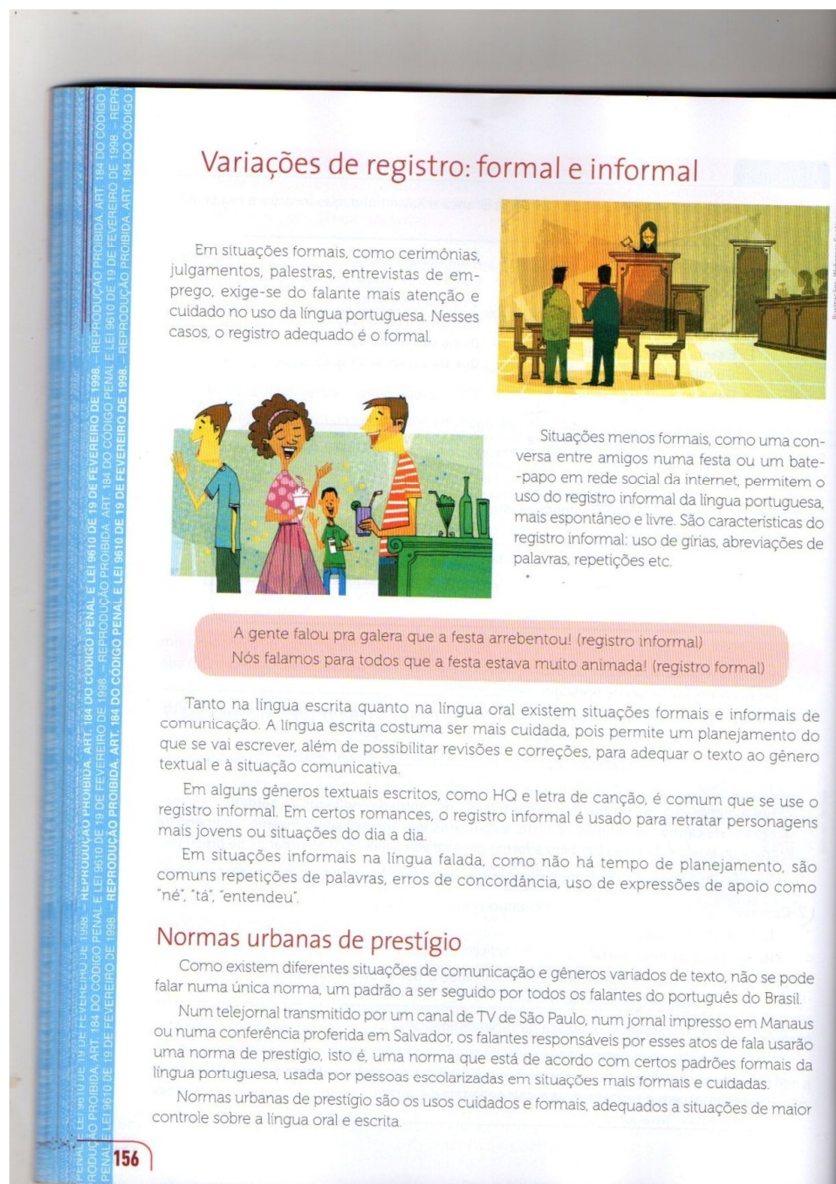 Variações de registro: formal e informal
Em situações formais, como cerimônias,
julgamentos, palestras, entrevistas de em-
prego, exige-se do falante mais atenção e
cuidado no uso da língua portuguesa. Nesses
casos, o registro adequado é o formal.
Situações menos formais, como uma con-
versa entre amigos numa festa ou um bate-
-papo em rede social da internet, permitem o
uso do registro informal da língua portuguesa,
mais espontâneo e livre. São características do
registro informal: uso de gírias, abreviações de
palavras, repetições etc.
A gente falou pra galera que a festa arrebentou! (registro informal)
Nós falamos para todos que a festa estava muito animada! (registro formal)
Tanto na língua escrita quanto na língua oral existem situações formais e informais de
comunicação. A língua escrita costuma ser mais cuidada, pois permite um planejamento do
que se vai escrever, além de possibilitar revisões e correções, para adequar o texto ao gênero
textual e à situação comunicativa.
Em alguns gêneros textuais escritos, como HQ e letra de canção, é comum que se use o
registro informal. Em certos romances, o registro informal é usado para retratar personagens
mais jovens ou situações do dia a dia.
Em situações informais na língua falada, como não há tempo de planejamento, são
comuns repetições de palavras, erros de concordância, uso de expressões de apoio como
"né", "tá", "entendeu".
Normas urbanas de prestígio
Como existem diferentes situações de comunicação e gêneros variados de texto, não se pode
falar numa única norma, um padrão a ser seguido por todos os falantes do português do Brasil.
Num telejornal transmitido por um canal de TV de São Paulo, num jornal impresso em Manaus
ou numa conferência proferida em Salvador, os falantes responsáveis por esses atos de fala usarão
uma norma de prestígio, isto é, uma norma que está de acordo com certos padrões formais da
língua portuguesa, usada por pessoas escolarizadas em situações mais formais e cuidadas.
Normas urbanas de prestígio são os usos cuidados e formais, adequados a situações de maior
controle sobre a língua oral e escrita.
156
REPRODUÇÃO PROIBIDA. ART. 184 DO CÓDIGO PENAL E LEI 9610 DE 19 DE FEVEREIRO DE 1998.